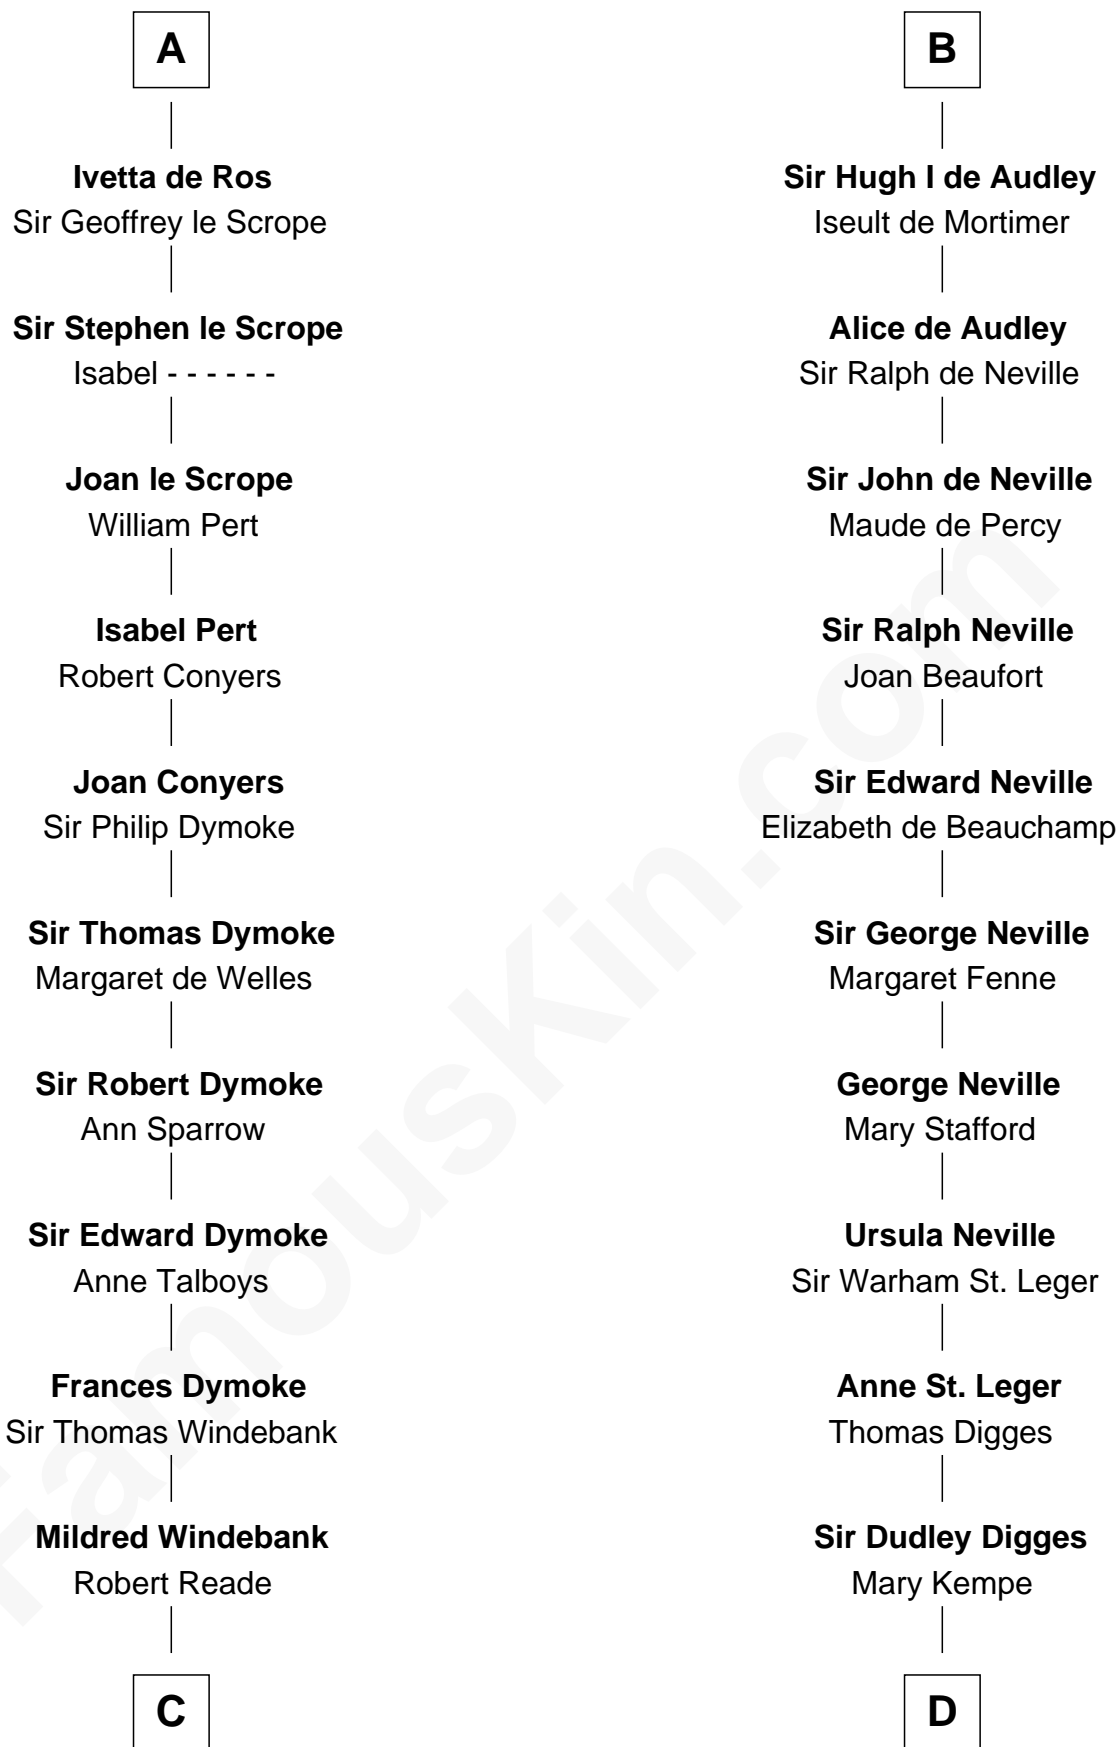 A
Ivetta de Ros
Sir Geoffrey le Scrope
Sir Stephen le Scrope
Isabel - - - - - -
Joan le Scrope
William Pert
Isabel Pert
Robert Conyers
Joan Conyers
Sir Philip Dymoke
Sir Thomas Dymoke
Margaret de Welles
Sir Robert Dymoke
Ann Sparrow
Sir Edward Dymoke
Anne Talboys
Frances Dymoke
Sir Thomas Windebank
Mildred Windebank
Robert Reade
C
B
Sir Hugh I de Audley
Iseult de Mortimer
Alice de Audley
Sir Ralph de Neville
Sir John de Neville
Maude de Percy
Sir Ralph Neville
Joan Beaufort
Sir Edward Neville
Elizabeth de Beauchamp
Sir George Neville
Margaret Fenne
George Neville
Mary Stafford
Ursula Neville
Sir Warham St. Leger
Anne St. Leger
Thomas Digges
Sir Dudley Digges
Mary Kempe
D
FamousKin.com